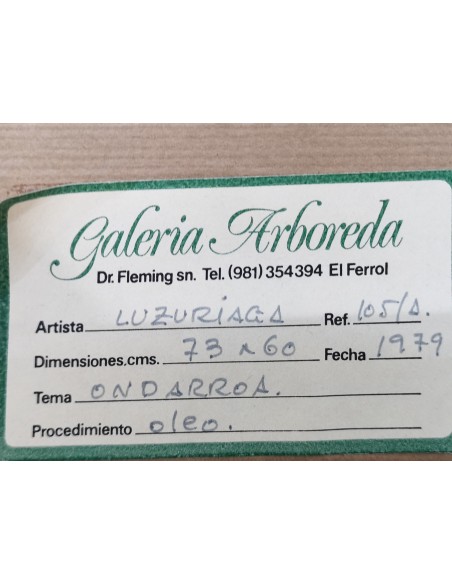 Galeria Arboreda
Dr. Fleming sn. Tel. (981) 354394 El Ferrol
Artista LUZURIAGA Ref. 105/A.
Dimensiones.cms. 73 x 60 Fecha 1979
Tema ONDARROA.
Procedimiento oleo.